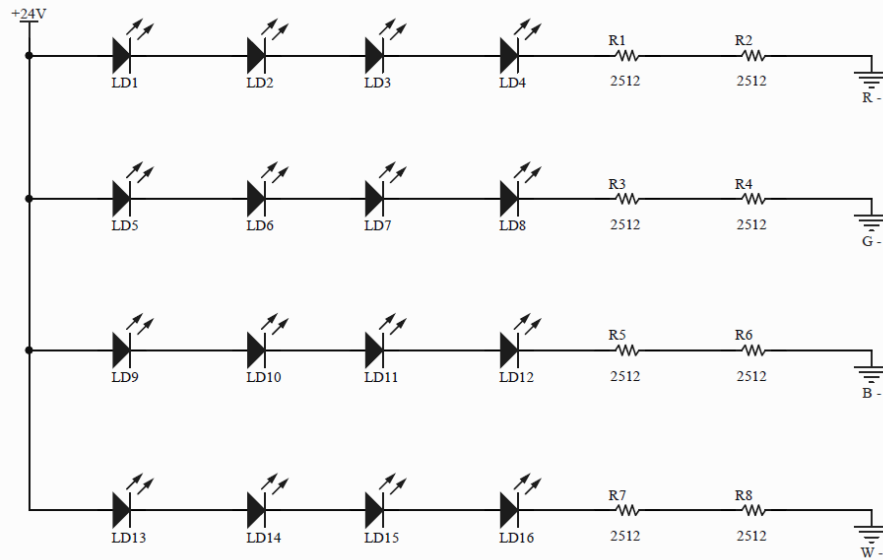 +24V
R1 R2
LD1 LD2 LD3 LD4 2512 2512
R -
R3 R4
LD5 LD6 LD7 LD8 2512 2512
G -
R5 R6
LD9 LD10 LD11 LD12 2512 2512
B -
R7 R8
LD13 LD14 LD15 LD16 2512 2512
W -